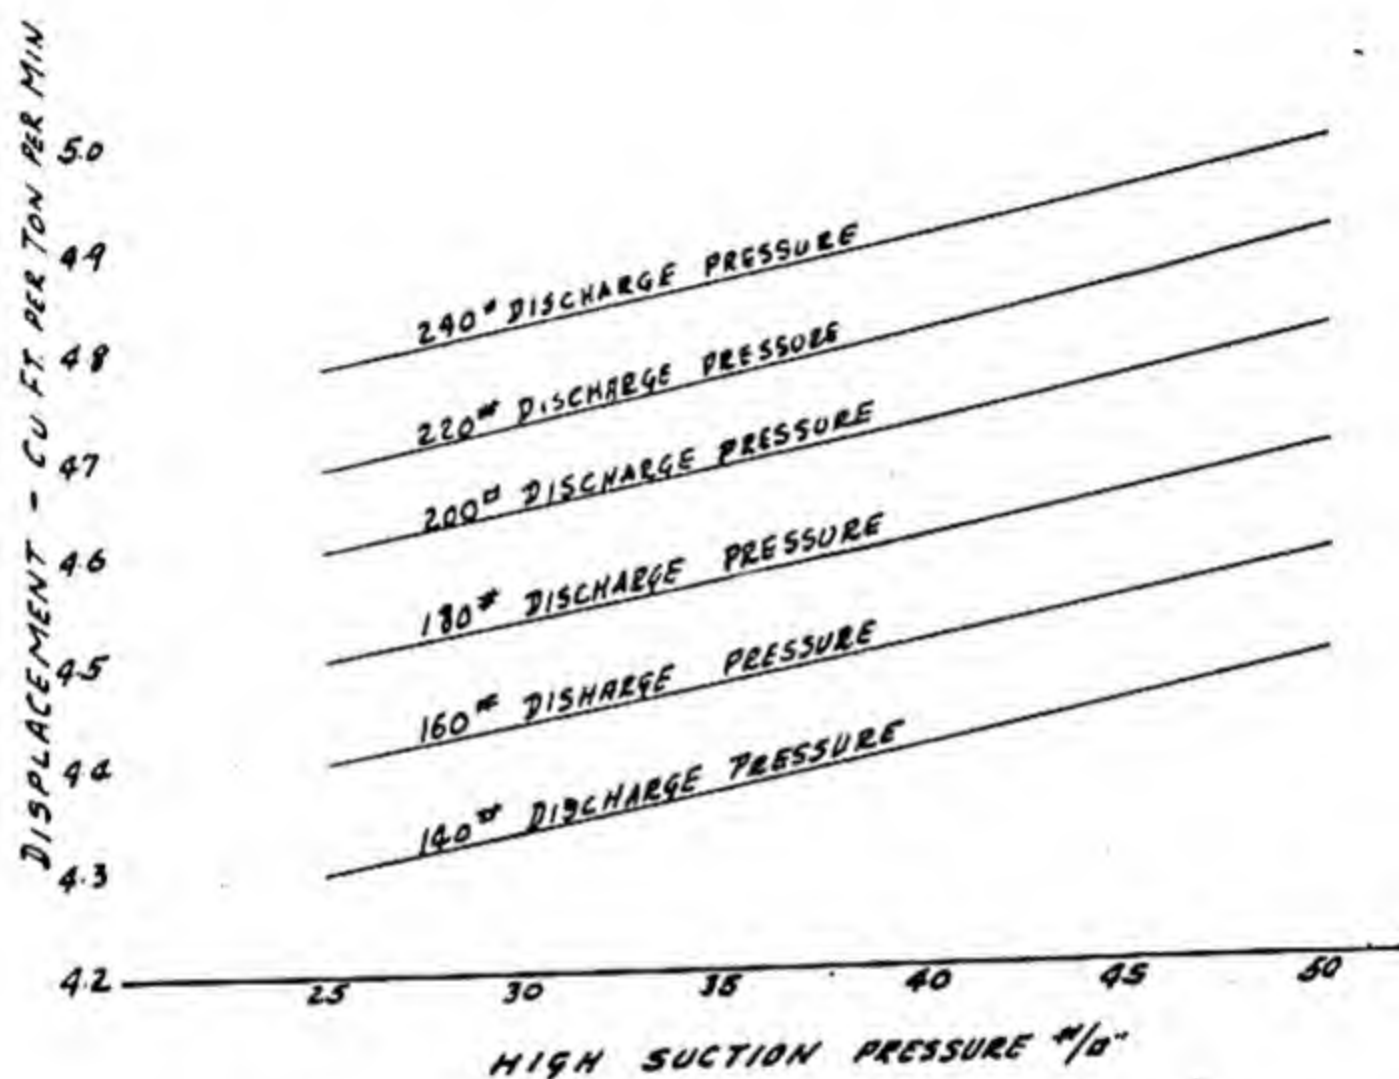 DISPLACEMENT - CU FT. PER TON PER MIN
5.0
4.9
4.8
4.7
4.6
4.5
4.4
4.3
4.2
240# DISCHARGE PRESSURE
220# DISCHARGE PRESSURE
200# DISCHARGE PRESSURE
180# DISCHARGE PRESSURE
160# DISHARGE PRESSURE
140# DISCHARGE PRESSURE
25 30 35 40 45 50
HIGH SUCTION PRESSURE #/□"